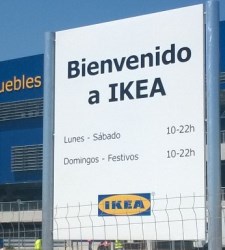 uebles
Bienvenido
a IKEA
Lunes - Sábado 10-22h
Domingos - Festivos 10-22h
IKEA